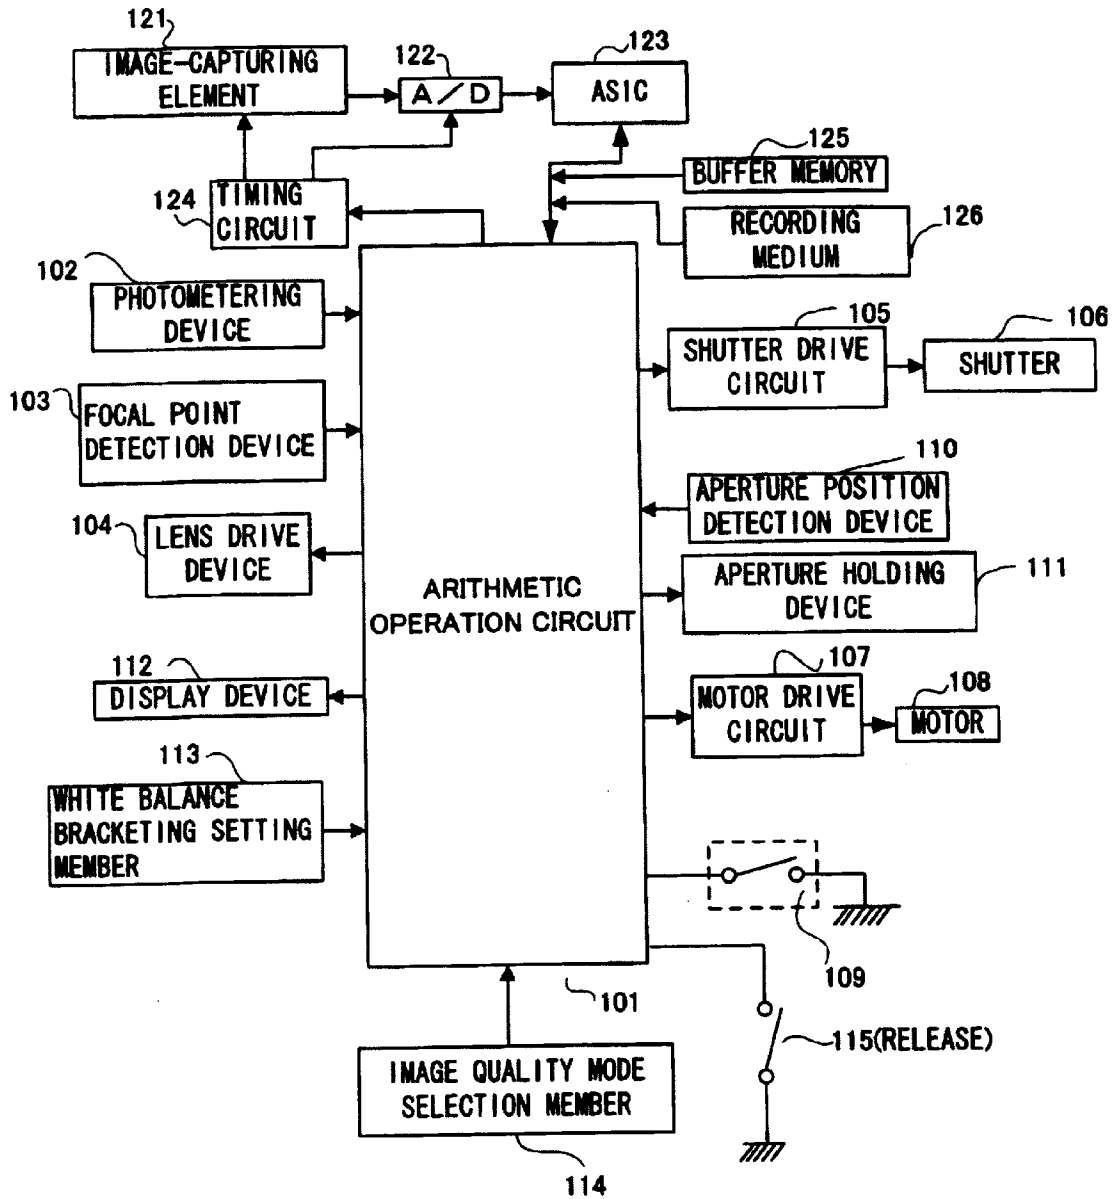 121
IMAGE-CAPTURING
ELEMENT
122
A/D
123
ASIC
125
BUFFER MEMORY
124
TIMING
CIRCUIT
RECORDING
MEDIUM
126
102
PHOTOMETERING
DEVICE
105
SHUTTER DRIVE
CIRCUIT
106
SHUTTER
103
FOCAL POINT
DETECTION DEVICE
110
APERTURE POSITION
DETECTION DEVICE
104
LENS DRIVE
DEVICE
APERTURE HOLDING
DEVICE
111
ARITHMETIC
OPERATION CIRCUIT
112
DISPLAY DEVICE
107
MOTOR DRIVE
CIRCUIT
108
MOTOR
113
WHITE BALANCE
BRACKETING SETTING
MEMBER
109
101
115(RELEASE)
IMAGE QUALITY MODE
SELECTION MEMBER
114